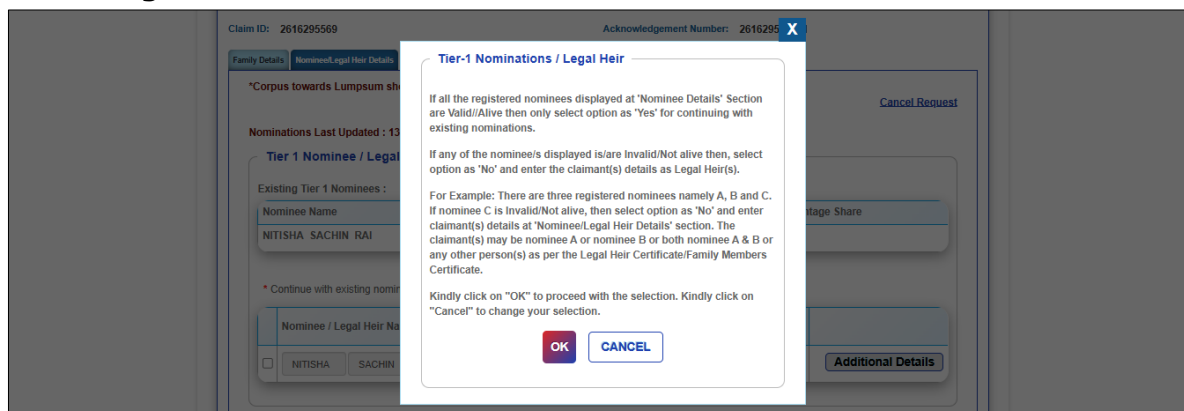 Claim ID: 2616295569 Acknowledgement Number: 2616295
X
Family Details Nominee/Legal Heir Details
*Corpus towards Lumpsum sh
Cancel Request
Nominations Last Updated : 13
Tier 1 Nominee / Legal
Existing Tier 1 Nominees :
Nominee Name tage Share
NITISHA SACHIN RAI
* Continue with existing nomin
Nominee / Legal Heir Na
NITISHA SACHIN Additional Details
Tier-1 Nominations / Legal Heir
If all the registered nominees displayed at 'Nominee Details' Section
are Valid//Alive then only select option as 'Yes' for continuing with
existing nominations.
If any of the nominee/s displayed is/are Invalid/Not alive then, select
option as 'No' and enter the claimant(s) details as Legal Heir(s).
For Example: There are three registered nominees namely A, B and C.
If nominee C is Invalid/Not alive, then select option as 'No' and enter
claimant(s) details at 'Nominee/Legal Heir Details' section. The
claimant(s) may be nominee A or nominee B or both nominee A & B or
any other person(s) as per the Legal Heir Certificate/Family Members
Certificate.
Kindly click on "OK" to proceed with the selection. Kindly click on
"Cancel" to change your selection.
OK CANCEL